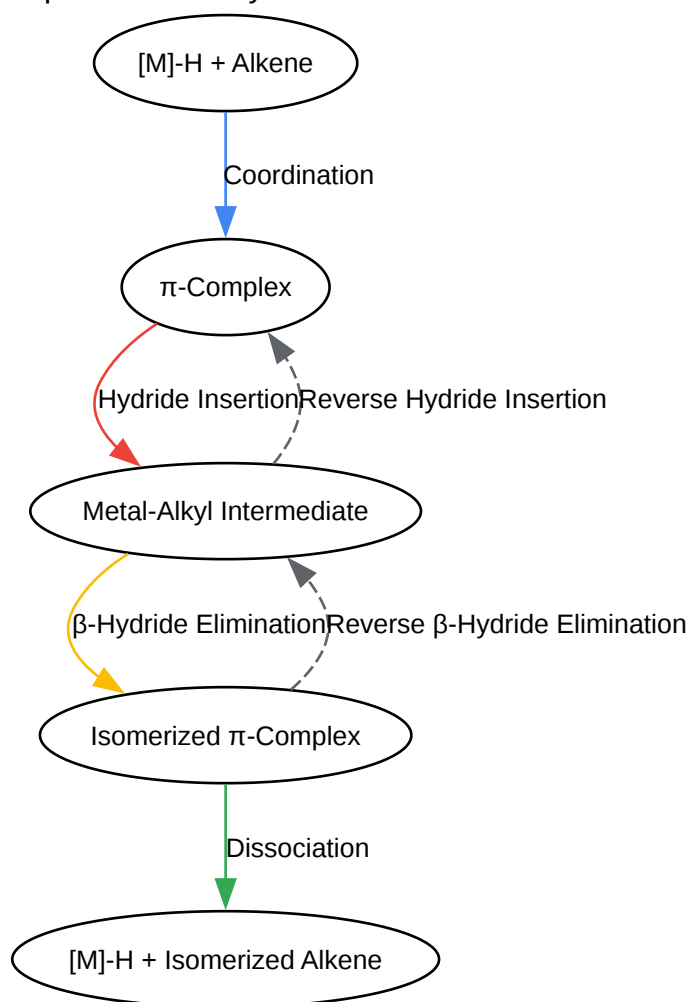 [M]-H + Alkene
Coordination
π-Complex
Hydride Insertion
Reverse Hydride Insertion
Metal-Alkyl Intermediate
β-Hydride Elimination
Reverse β-Hydride Elimination
Isomerized π-Complex
Dissociation
[M]-H + Isomerized Alkene